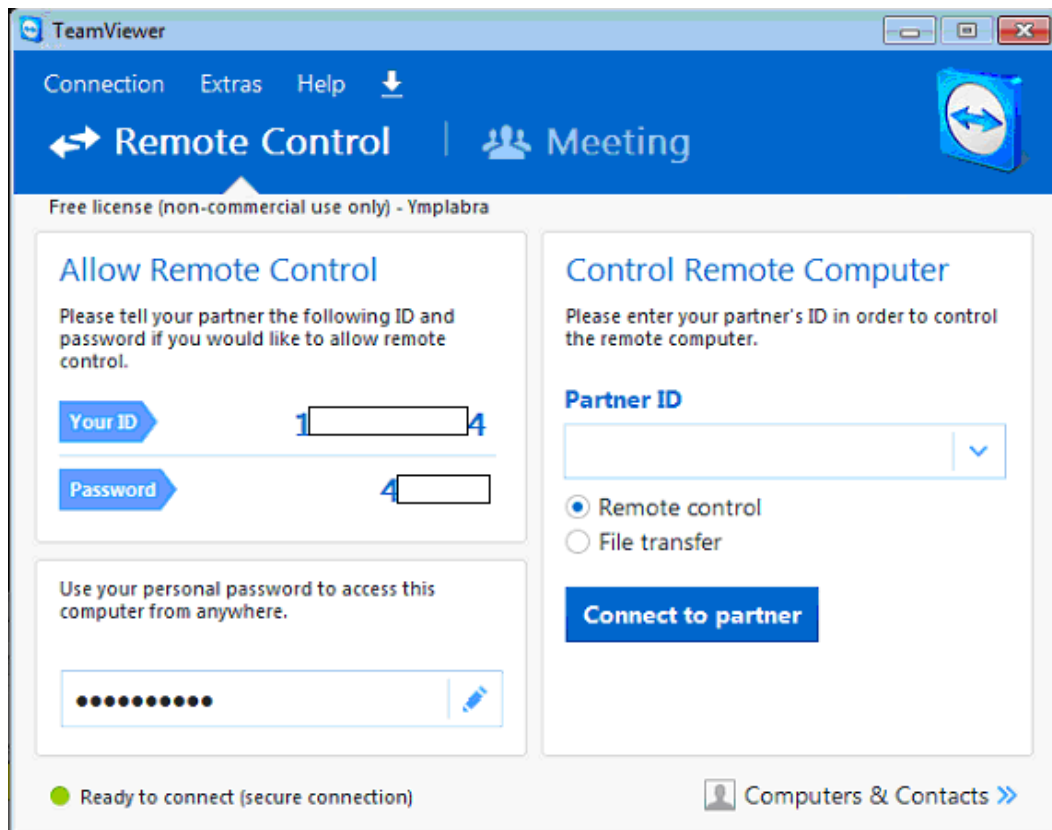 TeamViewer
Connection Extras Help
Remote Control Meeting
Free license (non-commercial use only) - Ymplabra
Allow Remote Control
Please tell your partner the following ID and
password if you would like to allow remote
control.
Your ID 1 4
Password 4
Use your personal password to access this
computer from anywhere.
••••••••••
Control Remote Computer
Please enter your partner's ID in order to control
the remote computer.
Partner ID
Remote control
File transfer
Connect to partner
Ready to connect (secure connection)
Computers & Contacts